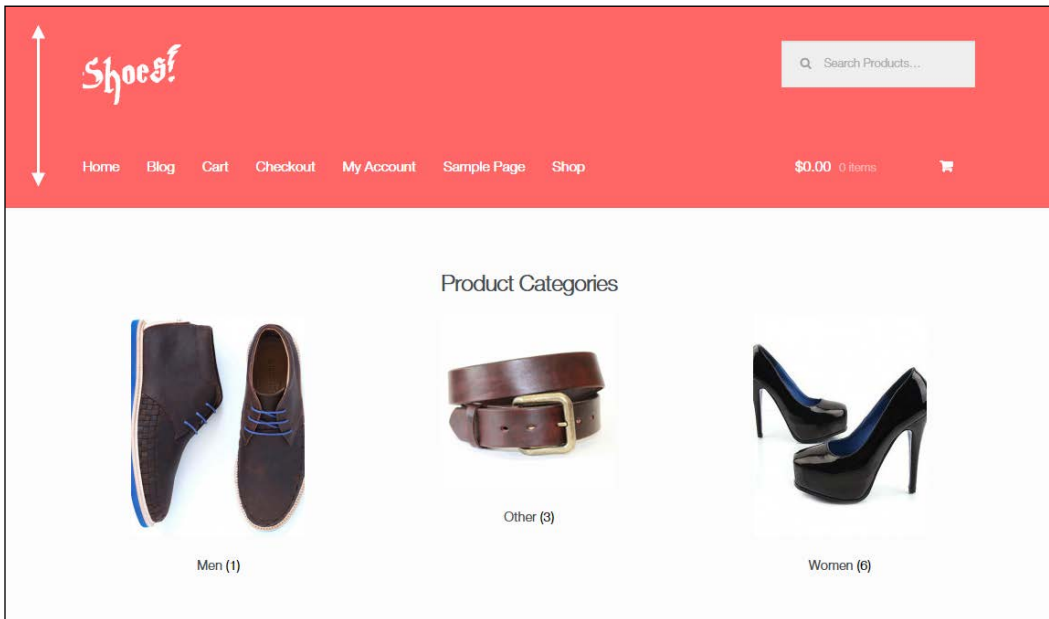 Shoes!
Search Products...
Home Blog Cart Checkout My Account Sample Page Shop
$0.00 0 items
Product Categories
Men (1)
Other (3)
Women (6)